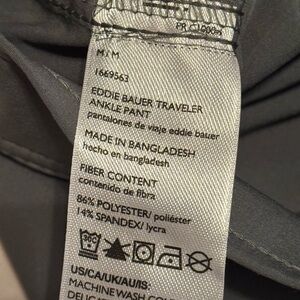 M / M
1669563
EDDIE BAUER TRAVELER
ANKLE PANT
pantalones de viaje eddie bauer
MADE IN BANGLADESH
hecho en bangladesh
FIBER CONTENT
contenido de fibra
86% POLYESTER/ poliéster
14% SPANDEX/ lycra
US/CA/UK/AU/IS:
MACHINE WASH